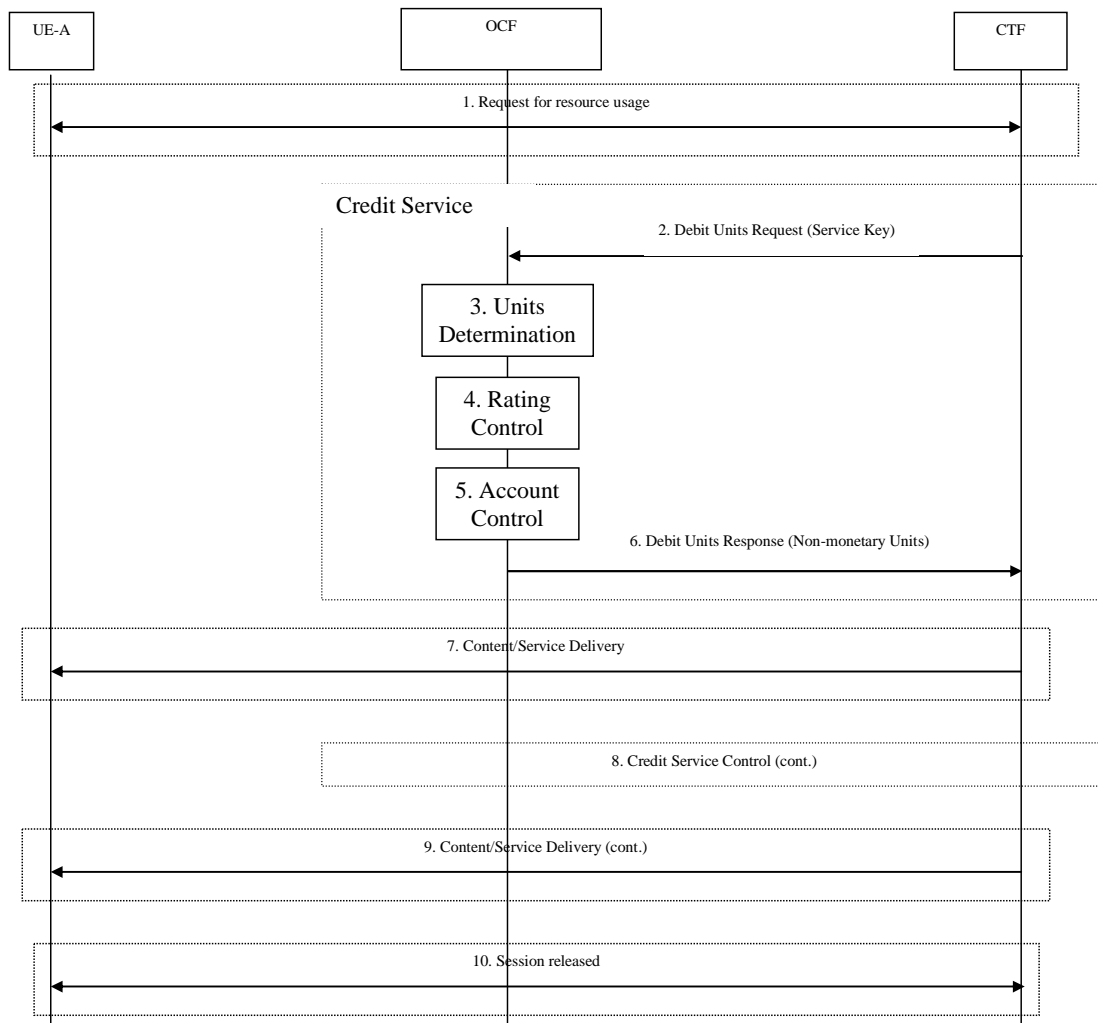 UE-A
OCF
CTF
1. Request for resource usage
Credit Service
2. Debit Units Request (Service Key)
3. Units
Determination
4. Rating
Control
5. Account
Control
6. Debit Units Response (Non-monetary Units)
7. Content/Service Delivery
8. Credit Service Control (cont.)
9. Content/Service Delivery (cont.)
10. Session released